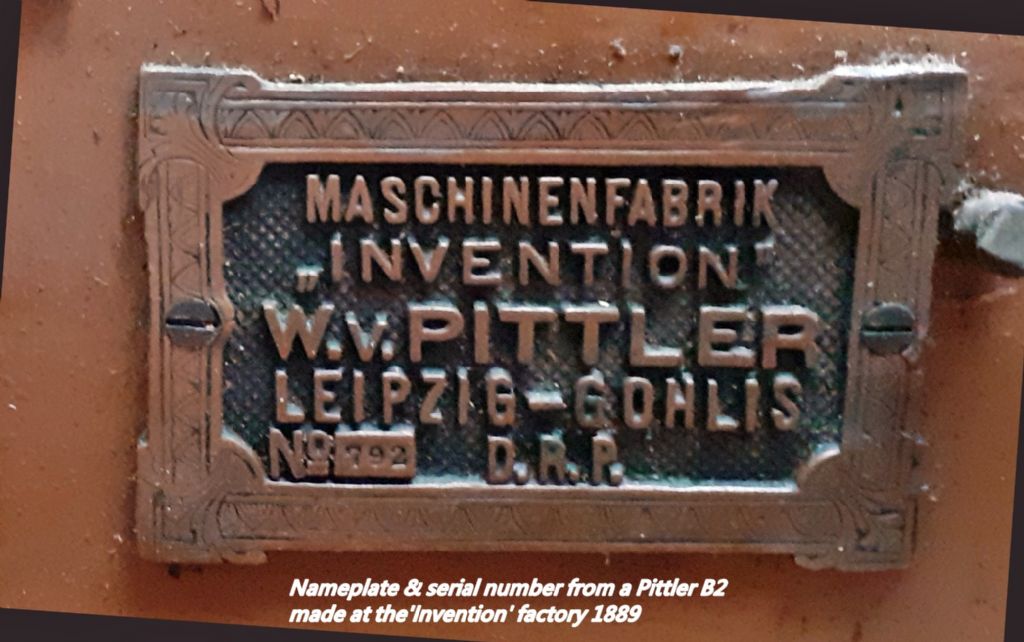 MASCHINENFABRIK
„INVENTION"
W.v.PITTLER
LEIPZIG-GOHLIS
No 792 D.R.P.
Nameplate & serial number from a Pittler B2
made at the'Invention' factory 1889